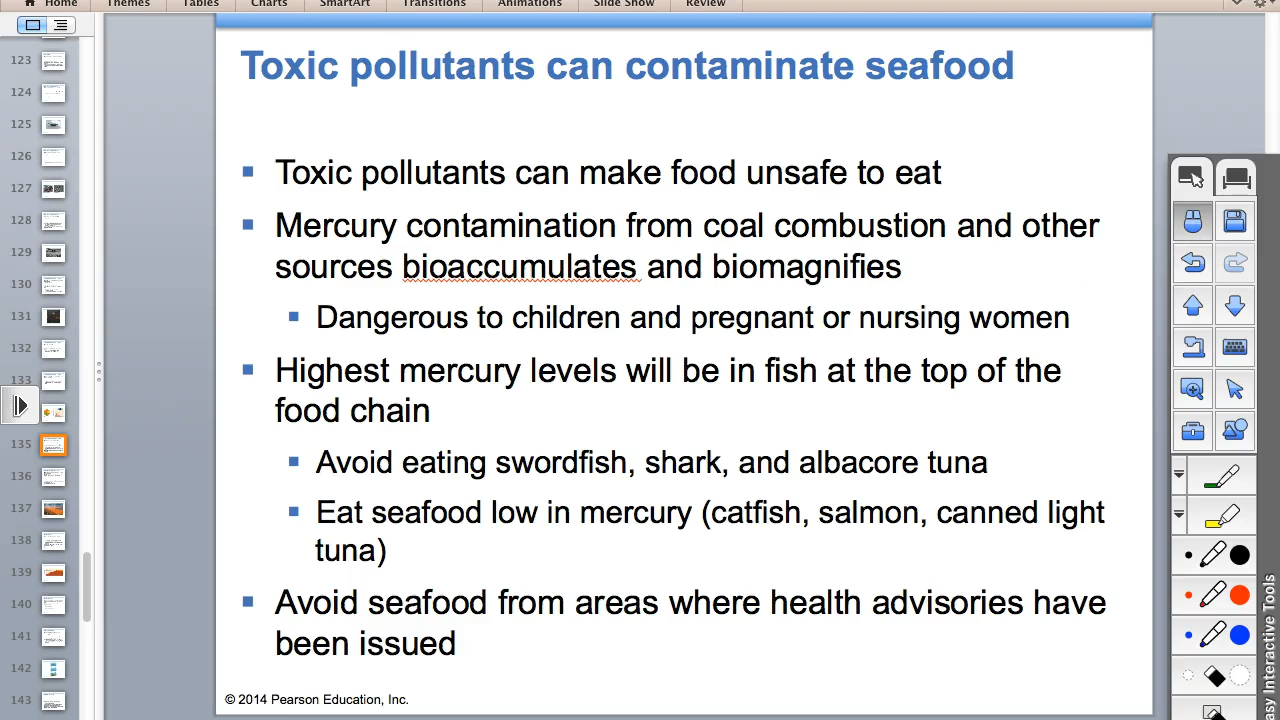 Home Themes Tables Charts SmartArt Transitions Animations Slide Show Review
Toxic pollutants can contaminate seafood
Toxic pollutants can make food unsafe to eat
Mercury contamination from coal combustion and other
sources bioaccumulates and biomagnifies
Dangerous to children and pregnant or nursing women
Highest mercury levels will be in fish at the top of the
food chain
Avoid eating swordfish, shark, and albacore tuna
Eat seafood low in mercury (catfish, salmon, canned light
tuna)
Avoid seafood from areas where health advisories have
been issued
© 2014 Pearson Education, Inc.
123
124
125
126
127
128
129
130
131
132
133
135
136
137
138
139
140
141
142
143
Interactive Tools